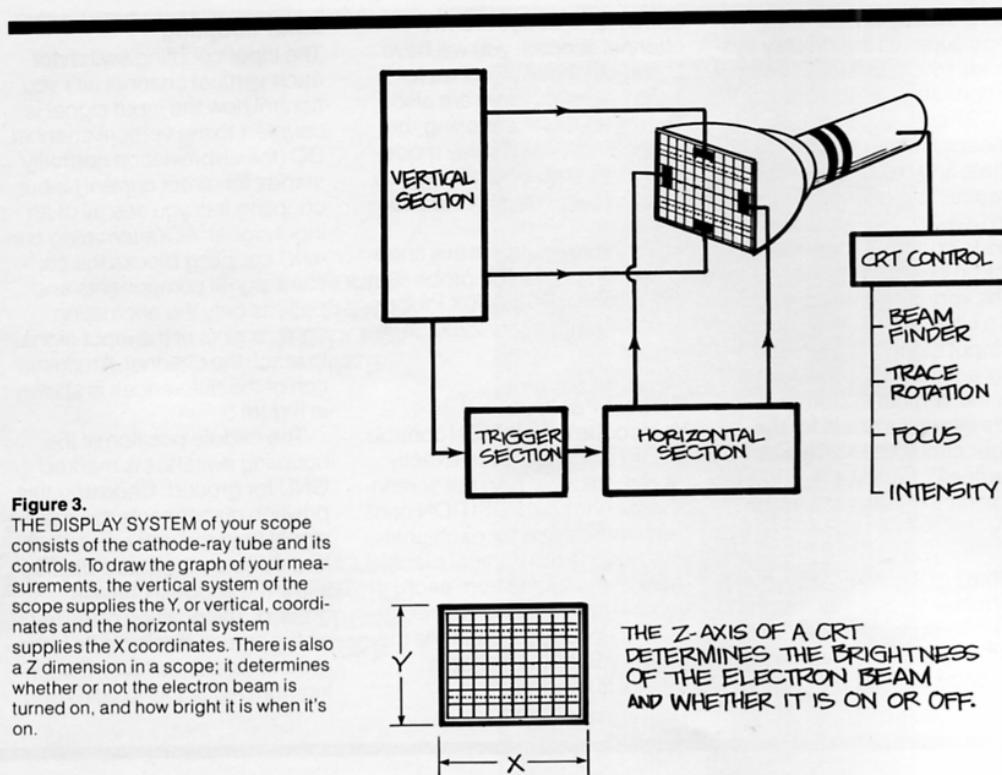 VERTICAL
SECTION
CRT CONTROL
BEAM
FINDER
TRACE
ROTATION
FOCUS
INTENSITY
TRIGGER
SECTION
HORIZONTAL
SECTION
Figure 3.
THE DISPLAY SYSTEM of your scope
consists of the cathode-ray tube and its
controls. To draw the graph of your mea-
surements, the vertical system of the
scope supplies the Y, or vertical, coordi-
nates and the horizontal system
supplies the X coordinates. There is also
a Z dimension in a scope; it determines
whether or not the electron beam is
turned on, and how bright it is when it's
on.
Y
X
THE Z-AXIS OF A CRT
DETERMINES THE BRIGHTNESS
OF THE ELECTRON BEAM
AND WHETHER IT IS ON OR OFF.